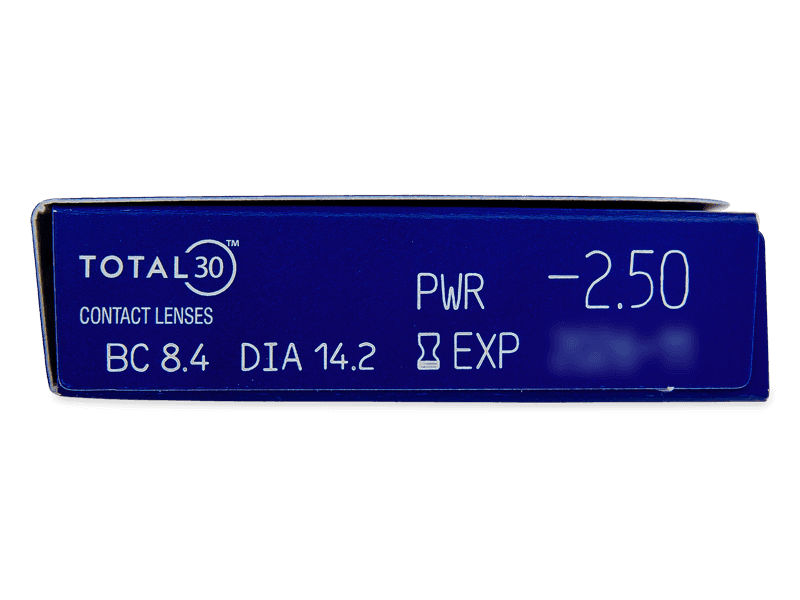 TOTAL30™
CONTACT LENSES
BC 8.4 DIA 14.2
PWR -2.50
EXP